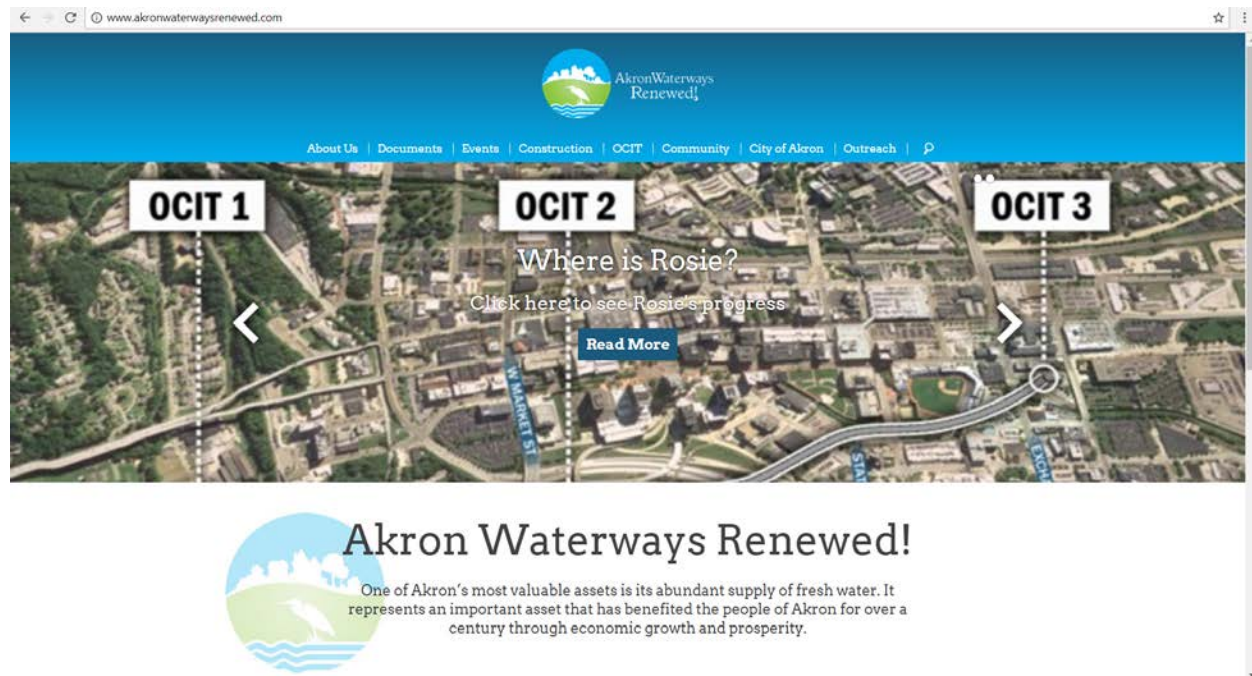 www.akronwaterwaysrenewed.com
AkronWaterways
Renewed!
About Us | Documents | Events | Construction | OCIT | Community | City of Akron | Outreach |
OCIT 1
OCIT 2
OCIT 3
Where is Rosie?
Click here to see Rosie's progress
Read More
W MARKET ST
STAT
EXCH
Akron Waterways Renewed!
One of Akron's most valuable assets is its abundant supply of fresh water. It
represents an important asset that has benefited the people of Akron for over a
century through economic growth and prosperity.